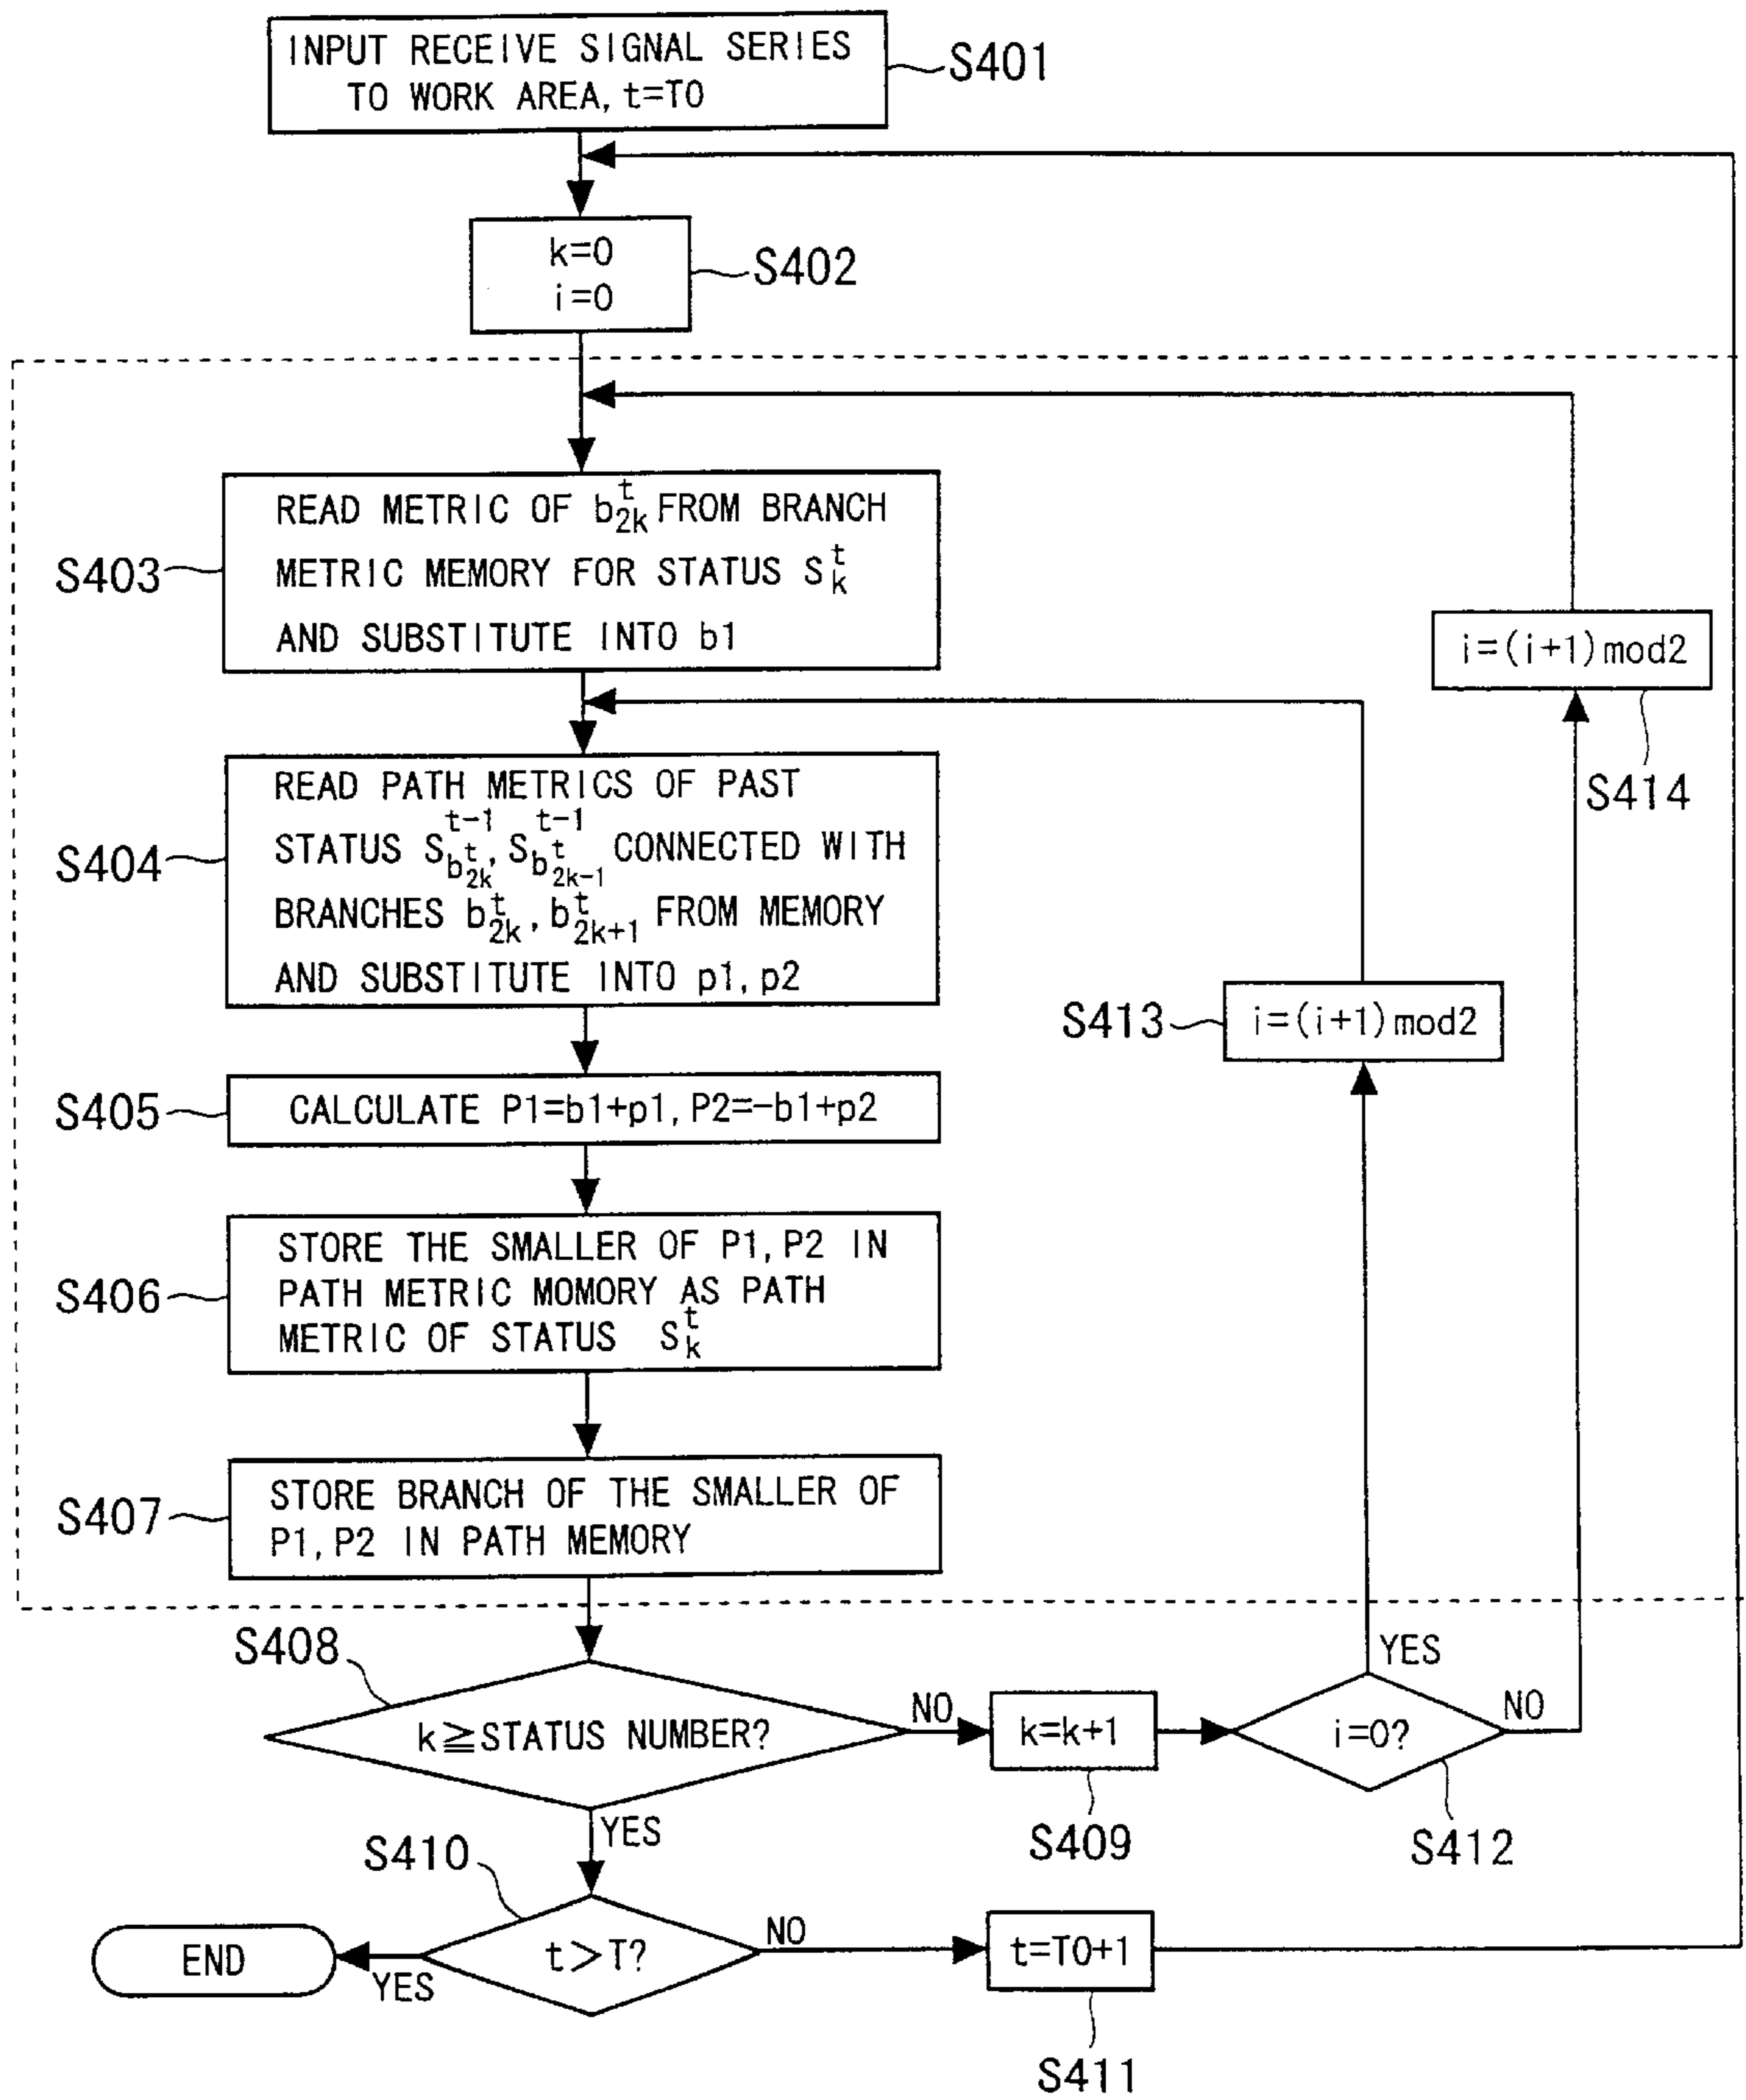 INPUT RECEIVE SIGNAL SERIES
TO WORK AREA, t=T0
S401
k=0
i=0
S402
READ METRIC OF b^t_2k FROM BRANCH
METRIC MEMORY FOR STATUS S^t_k
AND SUBSTITUTE INTO b1
S403
i=(i+1)mod2
S414
READ PATH METRICS OF PAST
STATUS S^t-1_b^t_2k, S^t-1_b^t_2k-1 CONNECTED WITH
BRANCHES b^t_2k, b^t_2k+1 FROM MEMORY
AND SUBSTITUTE INTO p1, p2
S404
S413
i=(i+1)mod2
S405
CALCULATE P1=b1+p1, P2=-b1+p2
STORE THE SMALLER OF P1, P2 IN
PATH METRIC MOMORY AS PATH
METRIC OF STATUS S^t_k
S406
STORE BRANCH OF THE SMALLER OF
P1, P2 IN PATH MEMORY
S407
S408
k≧STATUS NUMBER?
NO
k=k+1
S409
i=0?
YES
NO
S412
YES
S410
t>T?
YES
END
NO
t=T0+1
S411